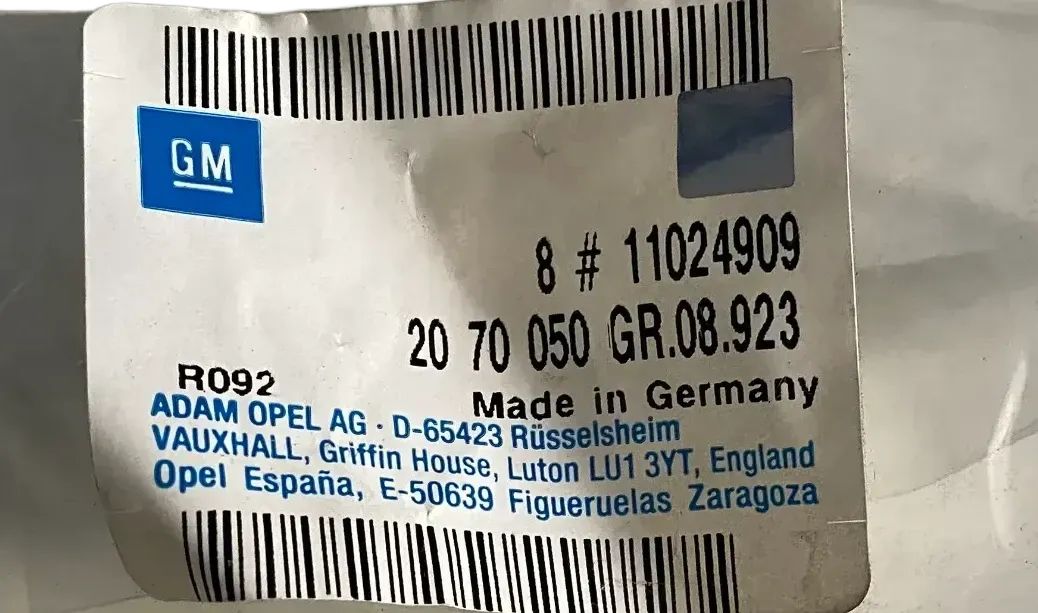 GM
8 # 11024909
20 70 050 GR.08.923
R092
Made in Germany
ADAM OPEL AG · D-65423 Rüsselsheim
VAUXHALL, Griffin House, Luton LU1 3YT, England
Opel España, E-50639 Figueruelas Zaragoza